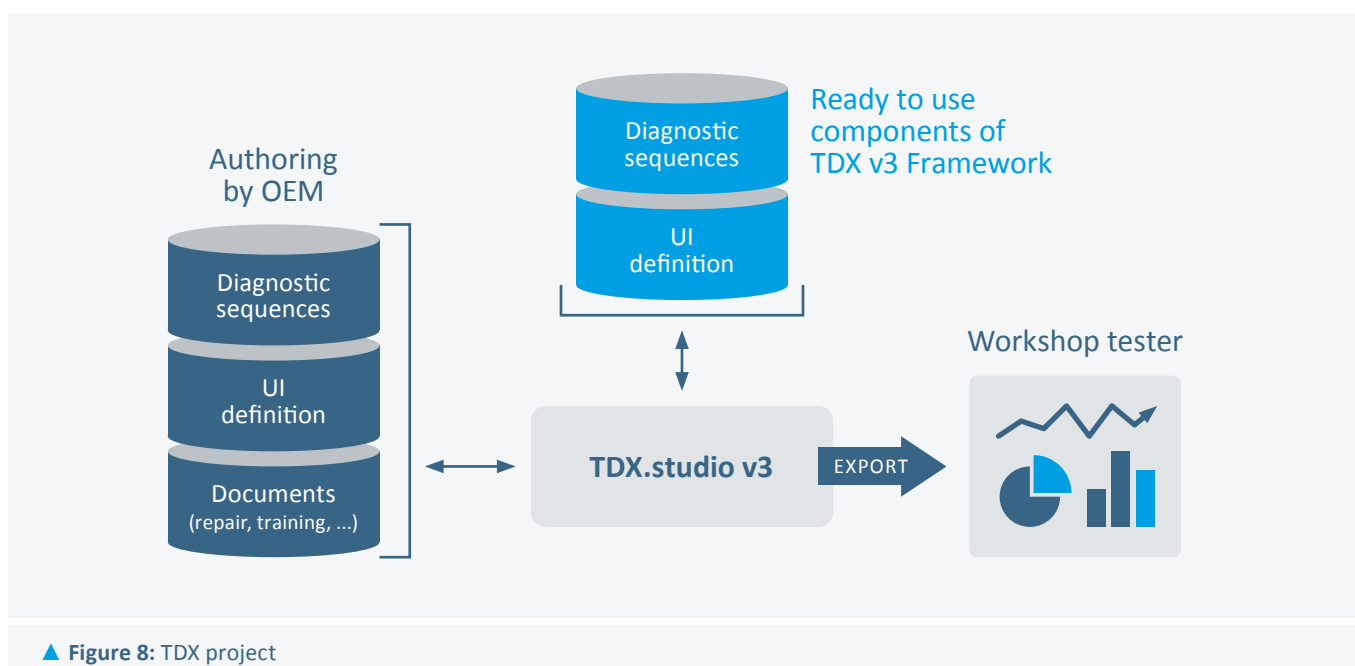 Authoring
by OEM
Diagnostic
sequences
UI
definition
Documents
(repair, training, ...)
Diagnostic
sequences
UI
definition
Ready to use
components of
TDX v3 Framework
TDX.studio v3
EXPORT
Workshop tester
▲ Figure 8: TDX project